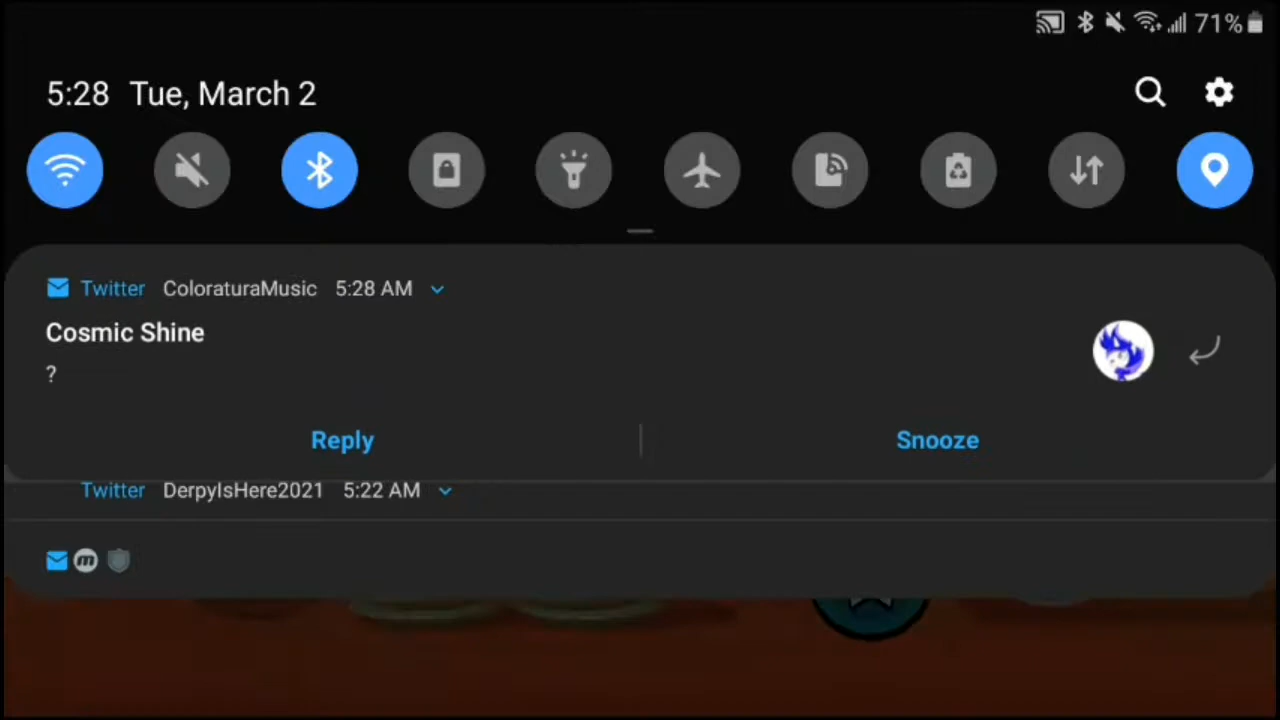 71%
5:28 Tue, March 2
Twitter ColoraturaMusic 5:28 AM
Cosmic Shine
?
Reply Snooze
Twitter DerpyIsHere2021 5:22 AM
m